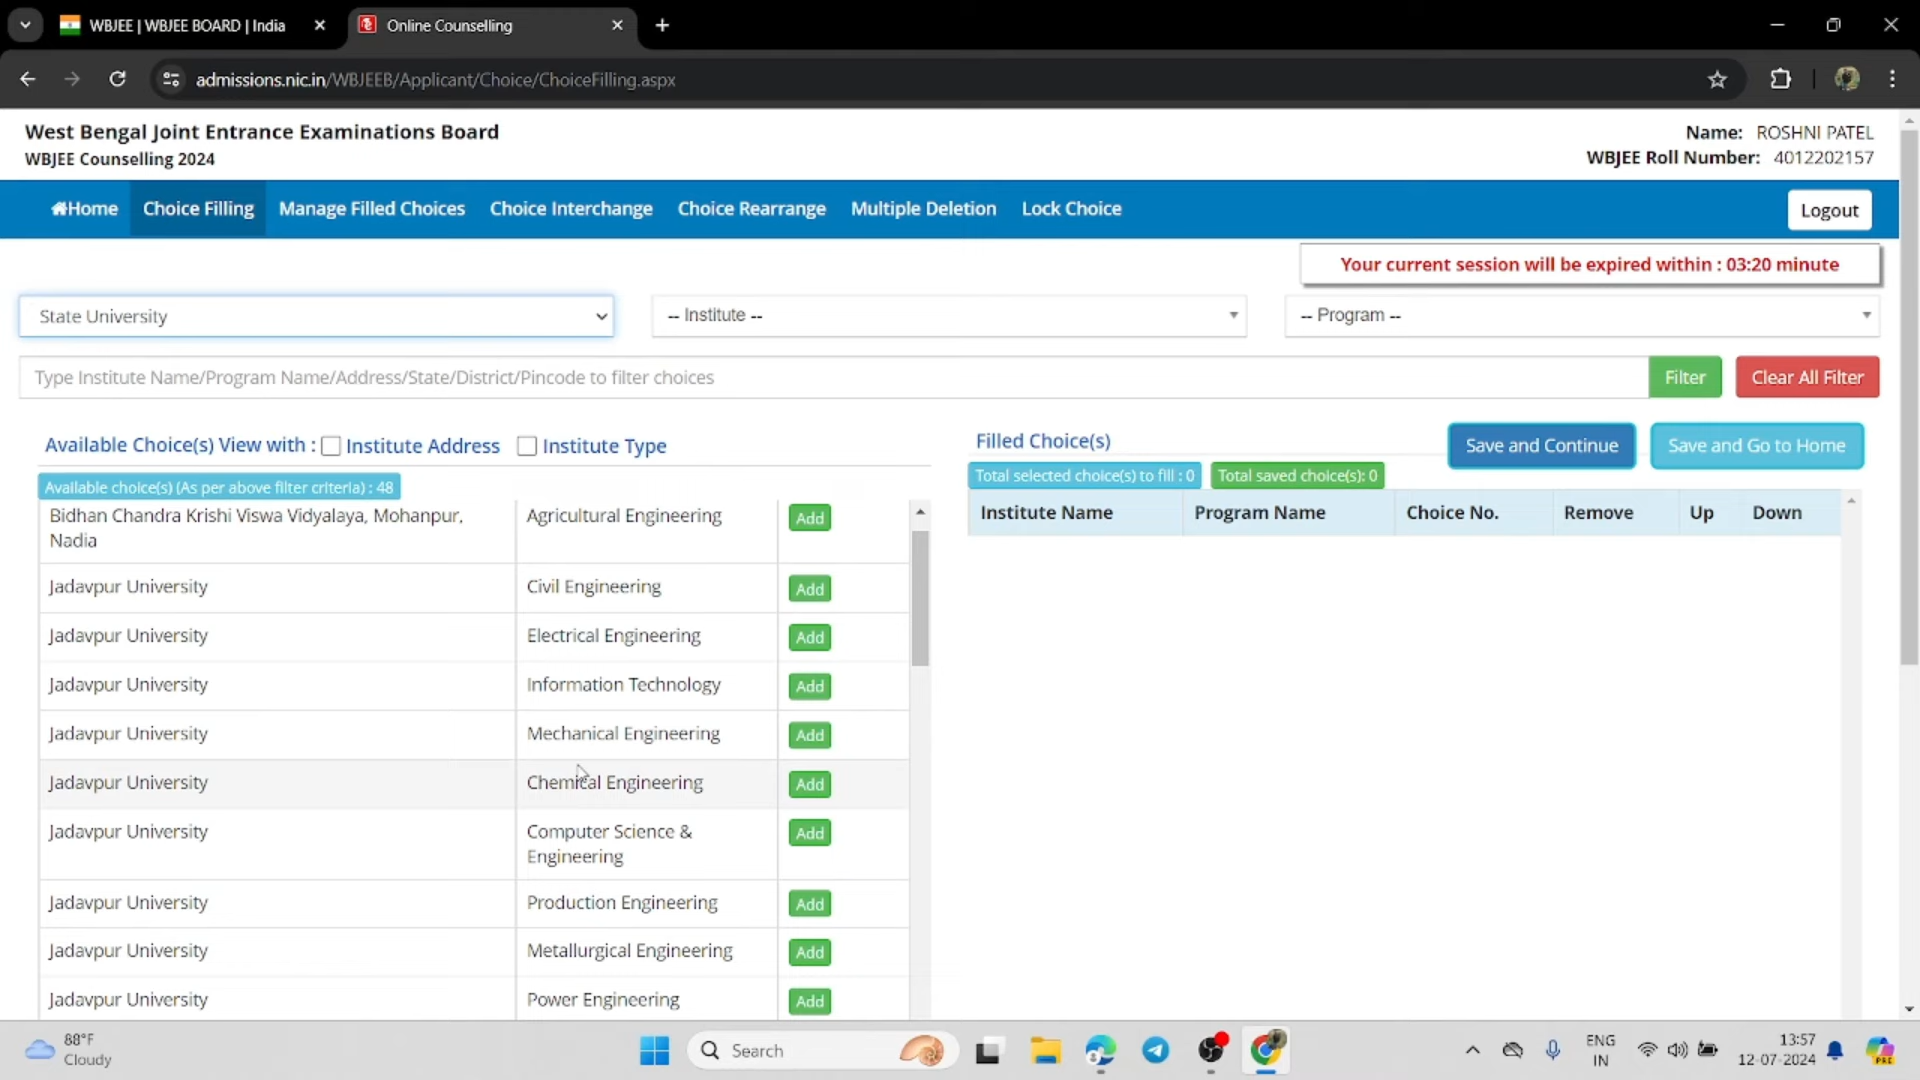 WBJEE | WBJEE BOARD | India
Online Counselling
admissions.nic.in/WBJEEB/Applicant/Choice/ChoiceFilling.aspx
West Bengal Joint Entrance Examinations Board
WBJEE Counselling 2024
Name: ROSHNI PATEL
WBJEE Roll Number: 4012202157
Home Choice Filling Manage Filled Choices Choice Interchange Choice Rearrange Multiple Deletion Lock Choice Logout
Your current session will be expired within : 03:20 minute
State University
-- Institute --
-- Program --
Type Institute Name/Program Name/Address/State/District/Pincode to filter choices
Filter
Clear All Filter
Available Choice(s) View with : Institute Address Institute Type
Available choice(s) (As per above filter criteria) : 48
Bidhan Chandra Krishi Viswa Vidyalaya, Mohanpur,
Nadia
Agricultural Engineering
Add
Jadavpur University Civil Engineering Add
Jadavpur University Electrical Engineering Add
Jadavpur University Information Technology Add
Jadavpur University Mechanical Engineering Add
Jadavpur University Chemical Engineering Add
Jadavpur University Computer Science & Add
Engineering
Jadavpur University Production Engineering Add
Jadavpur University Metallurgical Engineering Add
Jadavpur University Power Engineering Add
Filled Choice(s)
Save and Continue
Save and Go to Home
Total selected choice(s) to fill : 0
Total saved choice(s): 0
Institute Name Program Name Choice No. Remove Up Down
88°F
Cloudy
Search
ENG
IN
13:57
12-07-2024
PRE